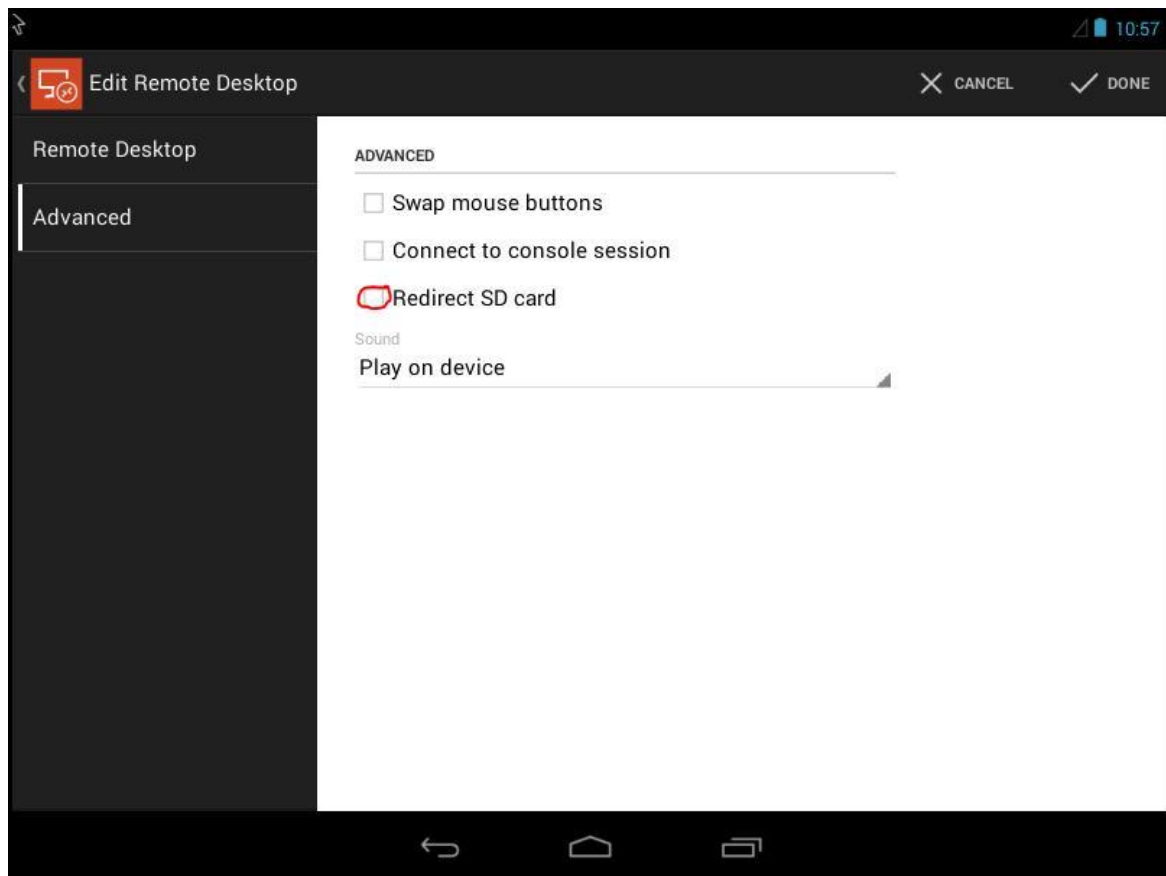 10:57
Edit Remote Desktop
CANCEL
DONE
Remote Desktop
Advanced
ADVANCED
Swap mouse buttons
Connect to console session
Redirect SD card
Sound
Play on device